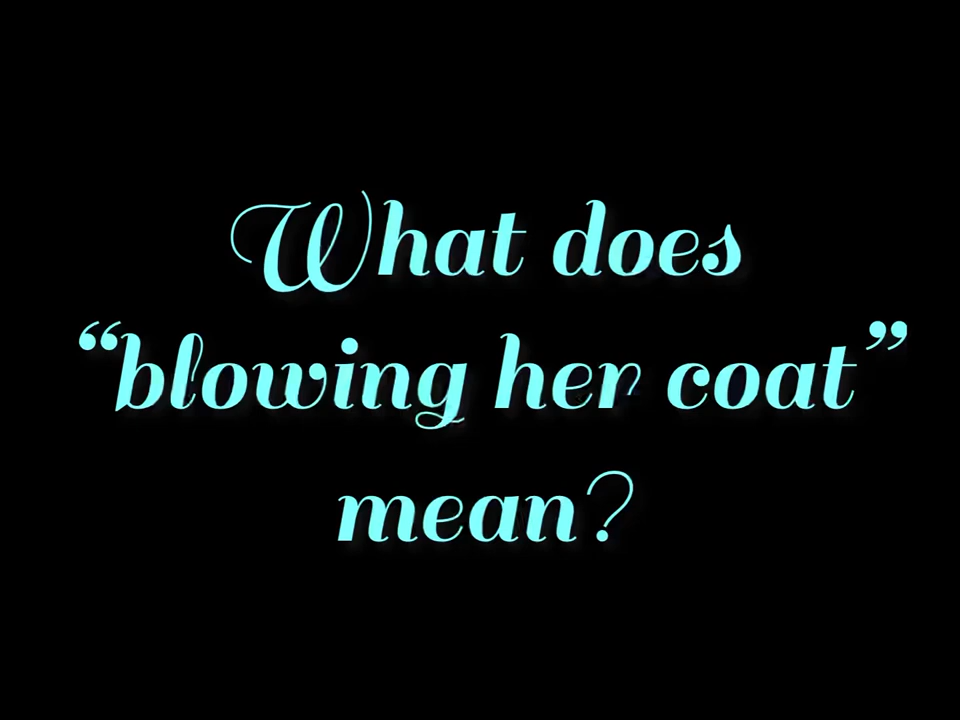 What does
“blowing her coat”
mean?